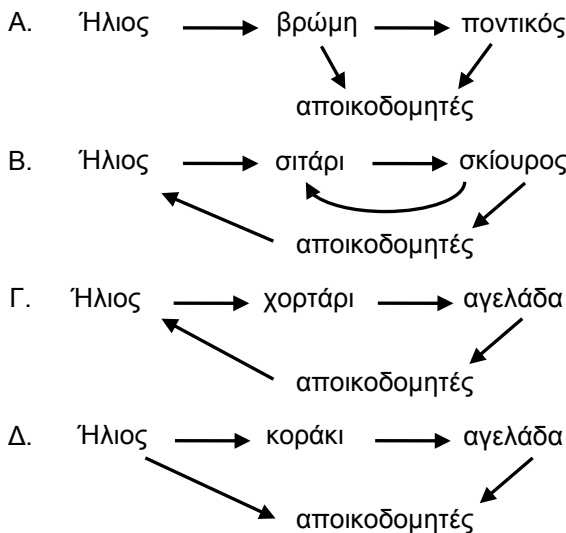 Α. Ήλιος βρώμη ποντικός
αποικοδομητές
Β. Ήλιος σιτάρι σκίουρος
αποικοδομητές
Γ. Ήλιος χορτάρι αγελάδα
αποικοδομητές
Δ. Ήλιος κοράκι αγελάδα
αποικοδομητές